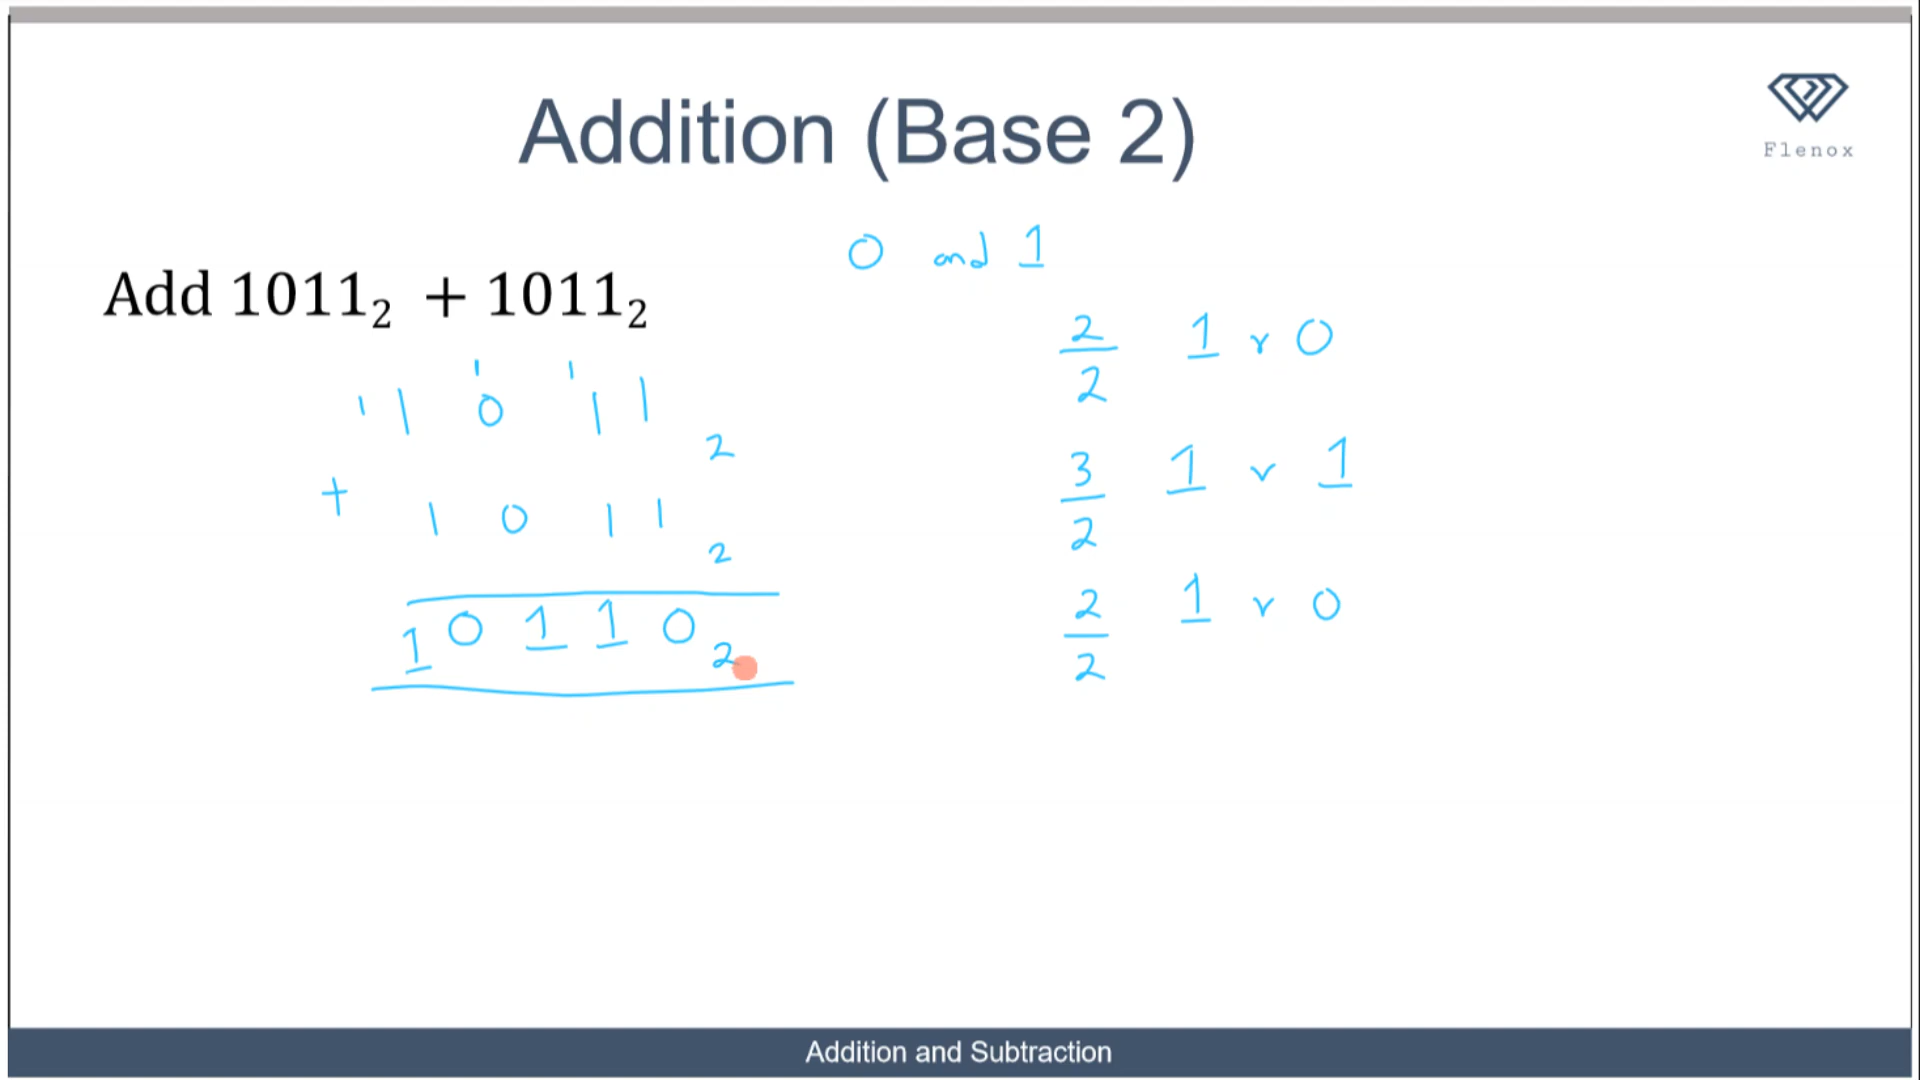 Addition (Base 2)
Flenox
Add 1011₂ + 1011₂
0 and 1
1 1
1 1 0 1 1 2
+ 1 0 1 1 2
1 0 1 1 0 2
2/2 1 r 0
3/2 1 r 1
2/2 1 r 0
Addition and Subtraction